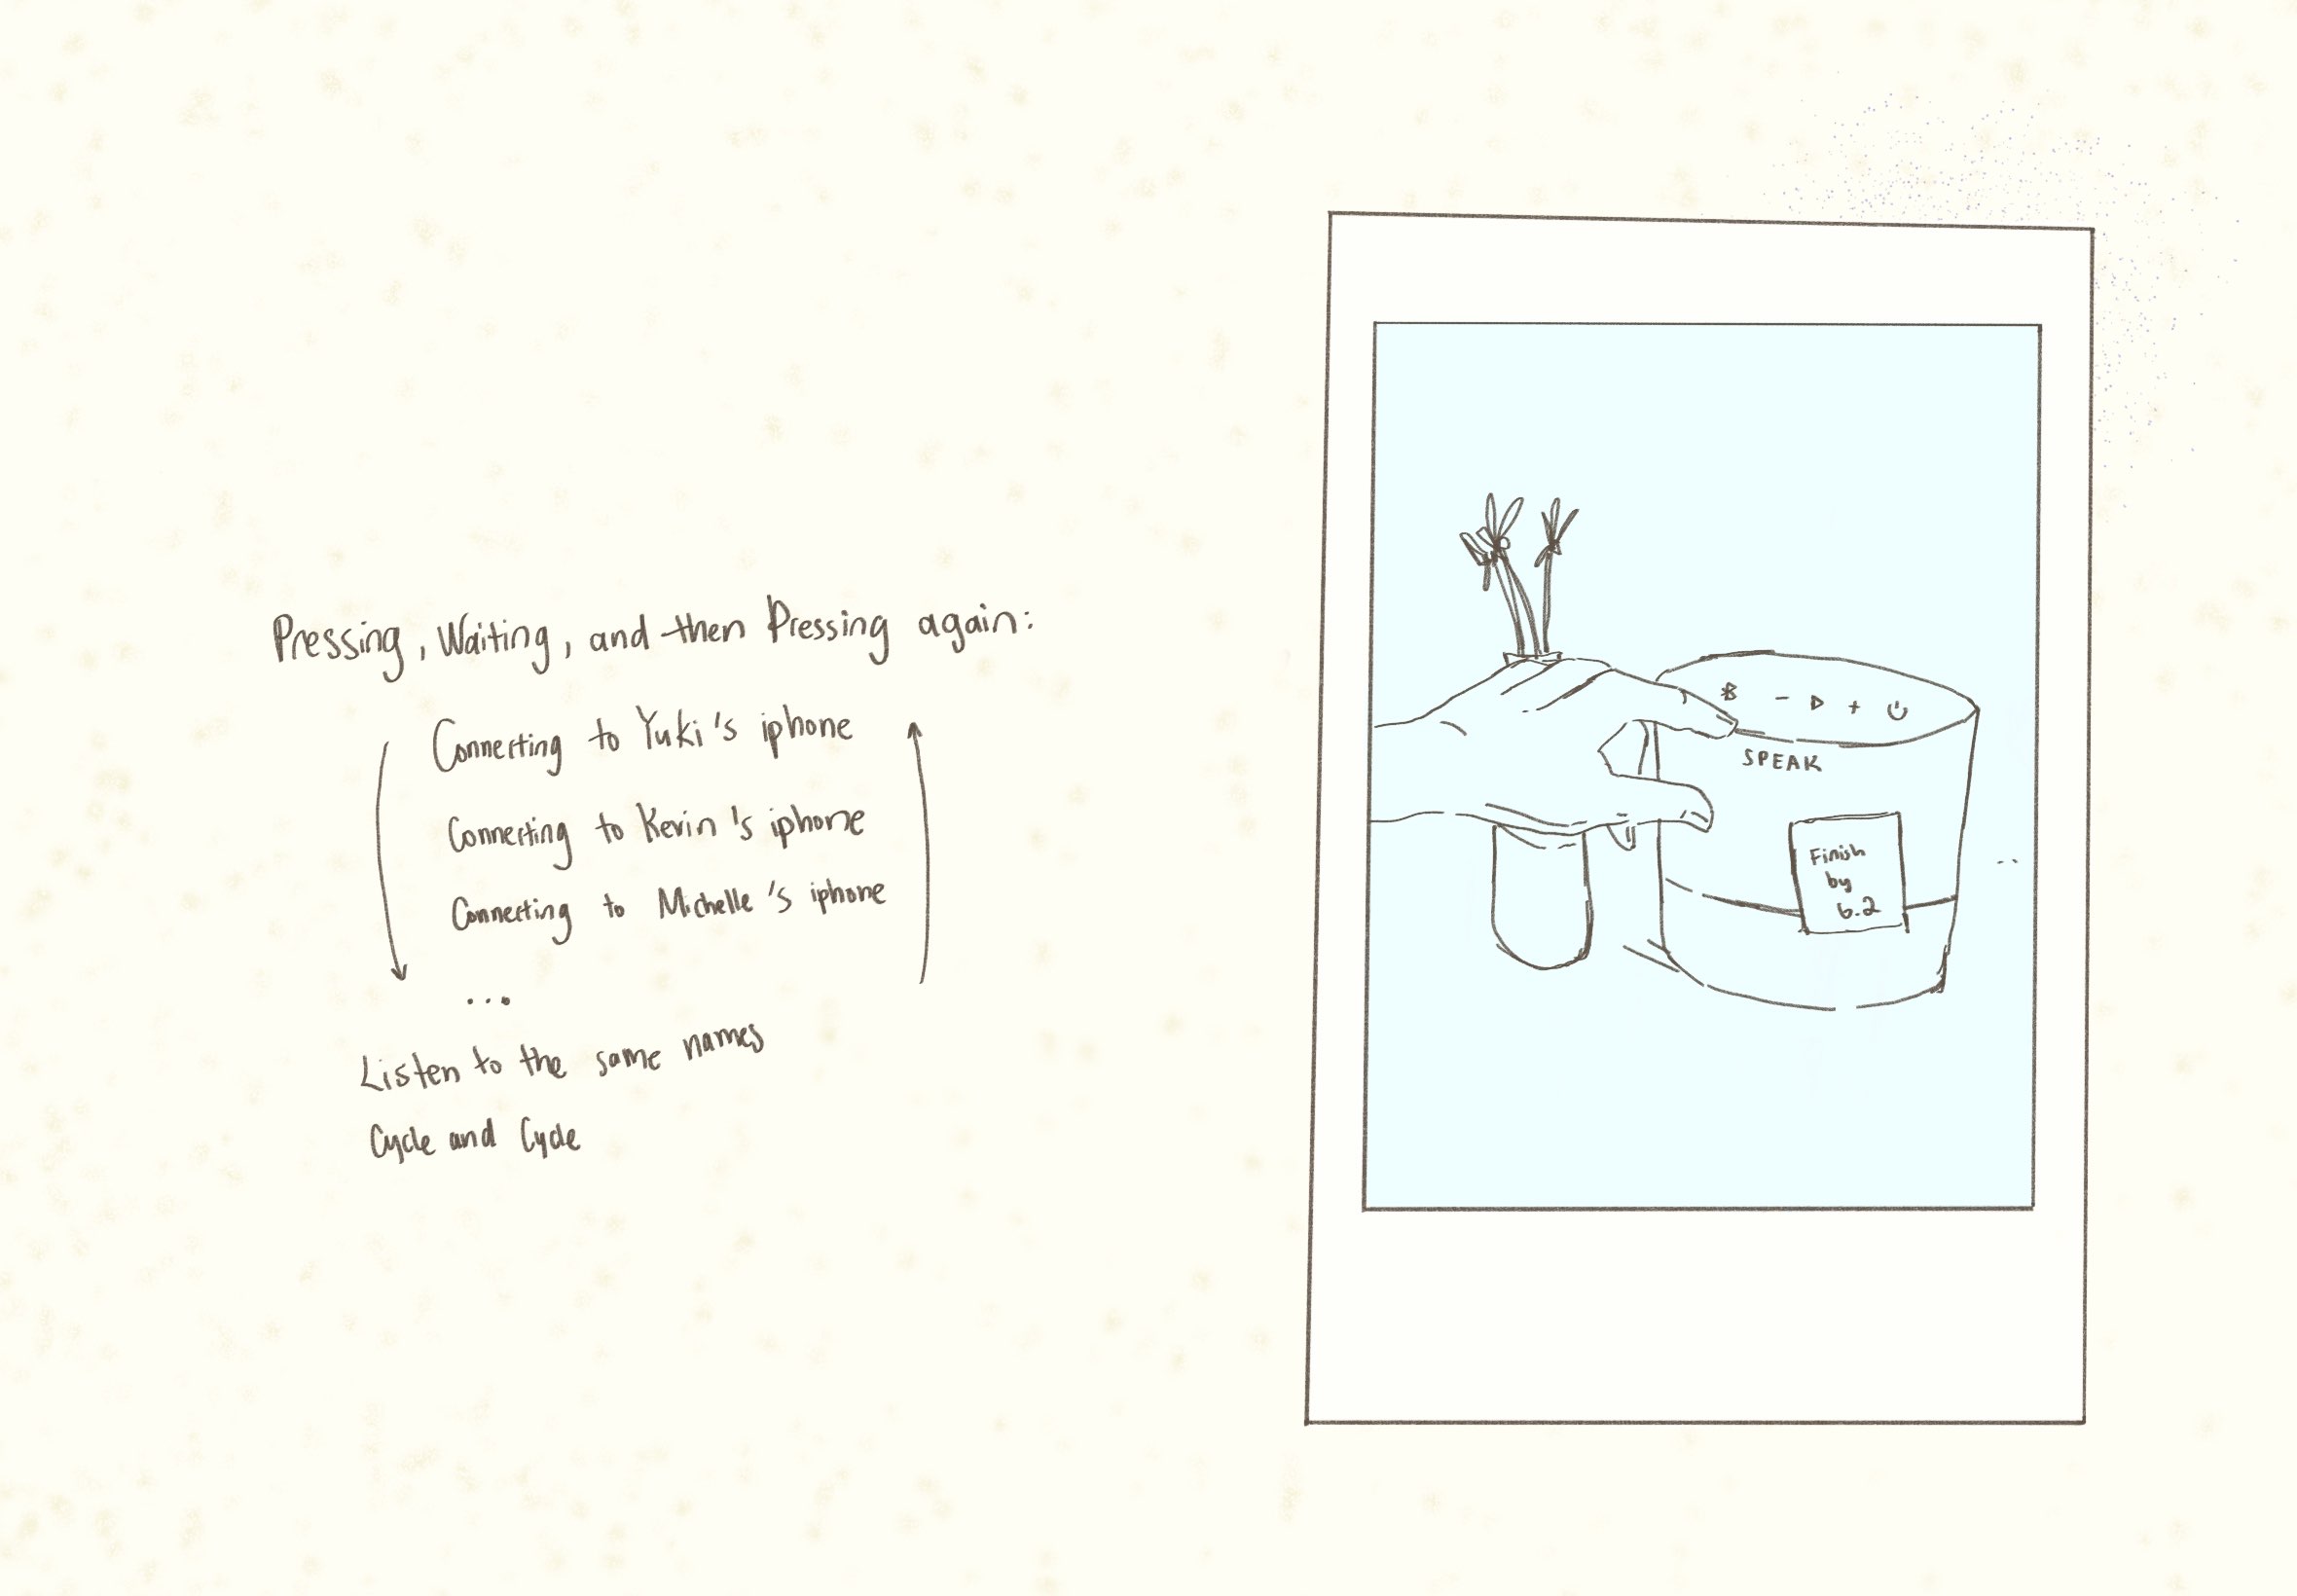 Pressing, Waiting, and then Pressing again:
Connecting to Yuki's iphone
Connecting to Kevin's iphone
Connecting to Michelle's iphone
...
Listen to the same names
Cycle and Cycle
SPEAK
Finish
by
6.2